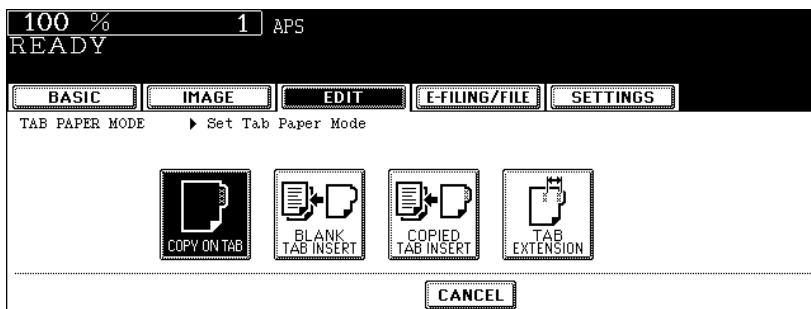 100 % 1 APS
READY
BASIC IMAGE EDIT E-FILING/FILE SETTINGS
TAB PAPER MODE Set Tab Paper Mode
COPY ON TAB
BLANK
TAB INSERT
COPIED
TAB INSERT
TAB
EXTENSION
CANCEL